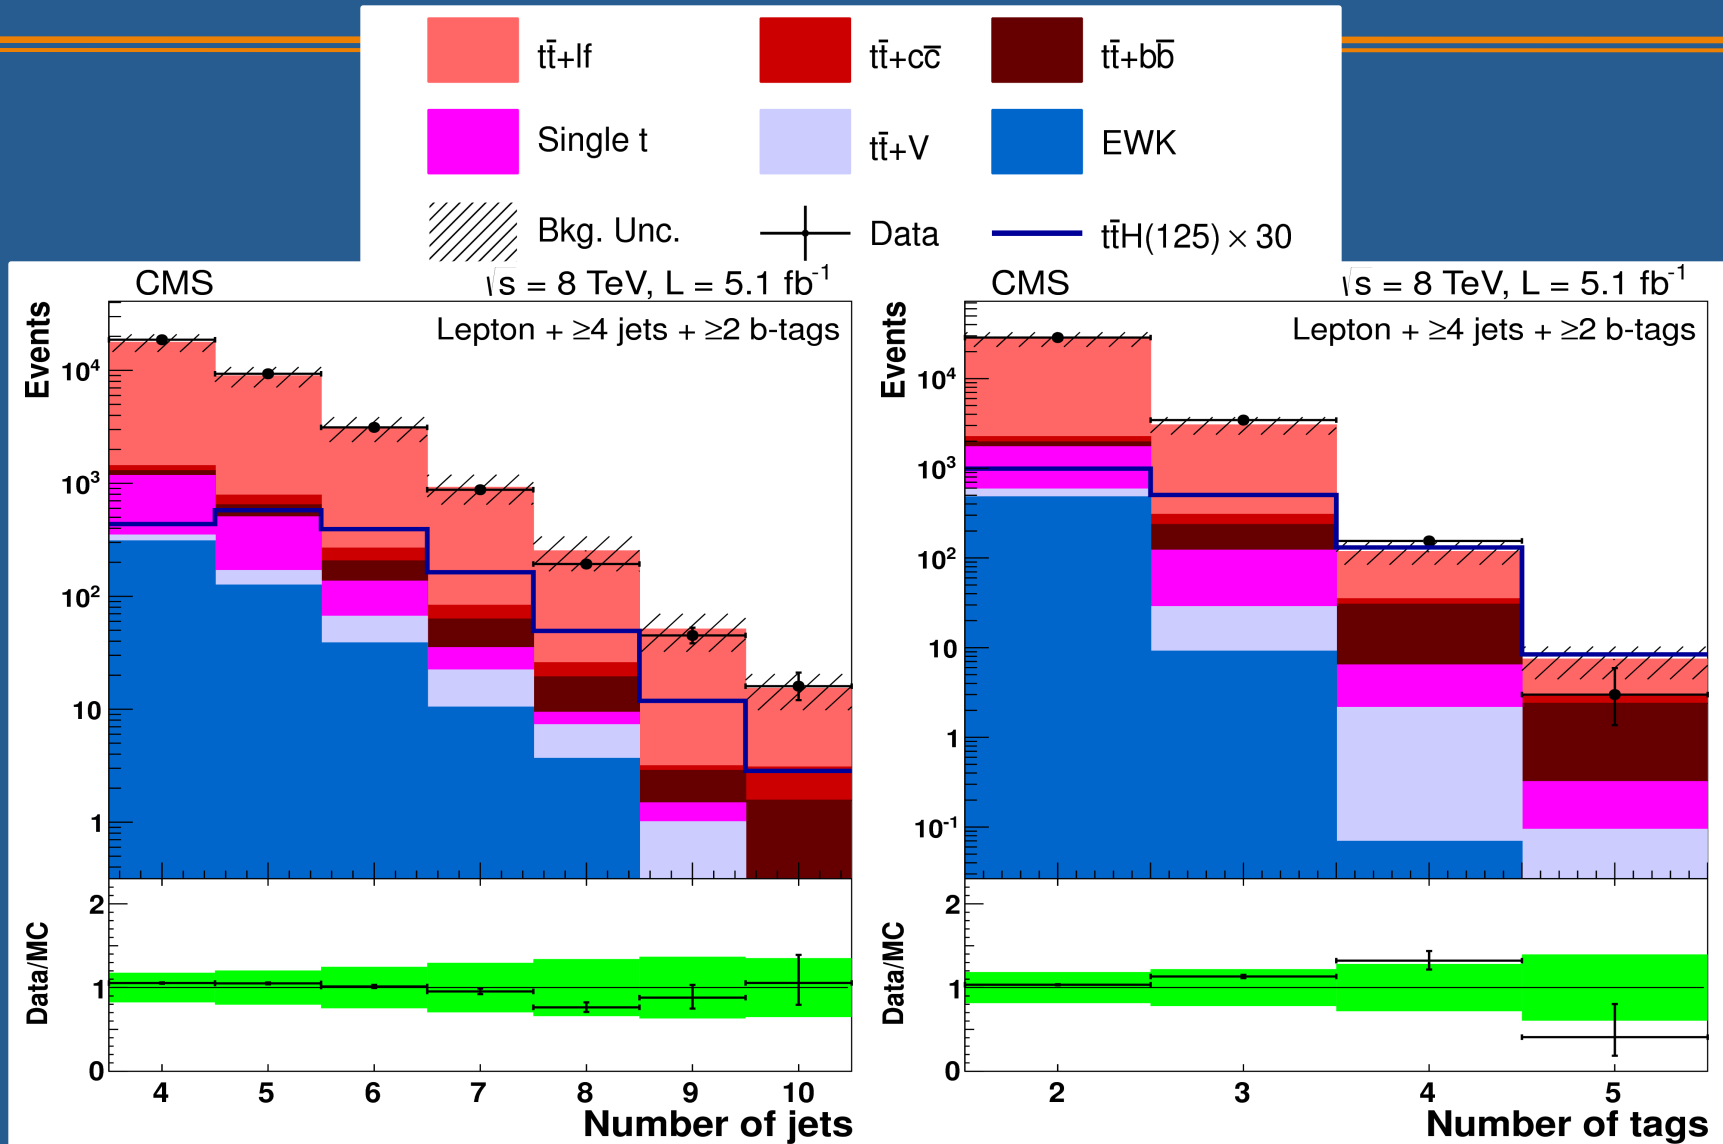 tt̄+lf
tt̄+cc̄
tt̄+bb̄
Single t
tt̄+V
EWK
Bkg. Unc.
Data
tt̄H(125) × 30
CMS
√s = 8 TeV, L = 5.1 fb⁻¹
Lepton + ≥4 jets + ≥2 b-tags
Events
10⁴
10³
10²
10
1
Data/MC
2
1
0
4 5 6 7 8 9 10
Number of jets
CMS
√s = 8 TeV, L = 5.1 fb⁻¹
Lepton + ≥4 jets + ≥2 b-tags
Events
10⁴
10³
10²
10
1
10⁻¹
Data/MC
2
1
0
2 3 4 5
Number of tags